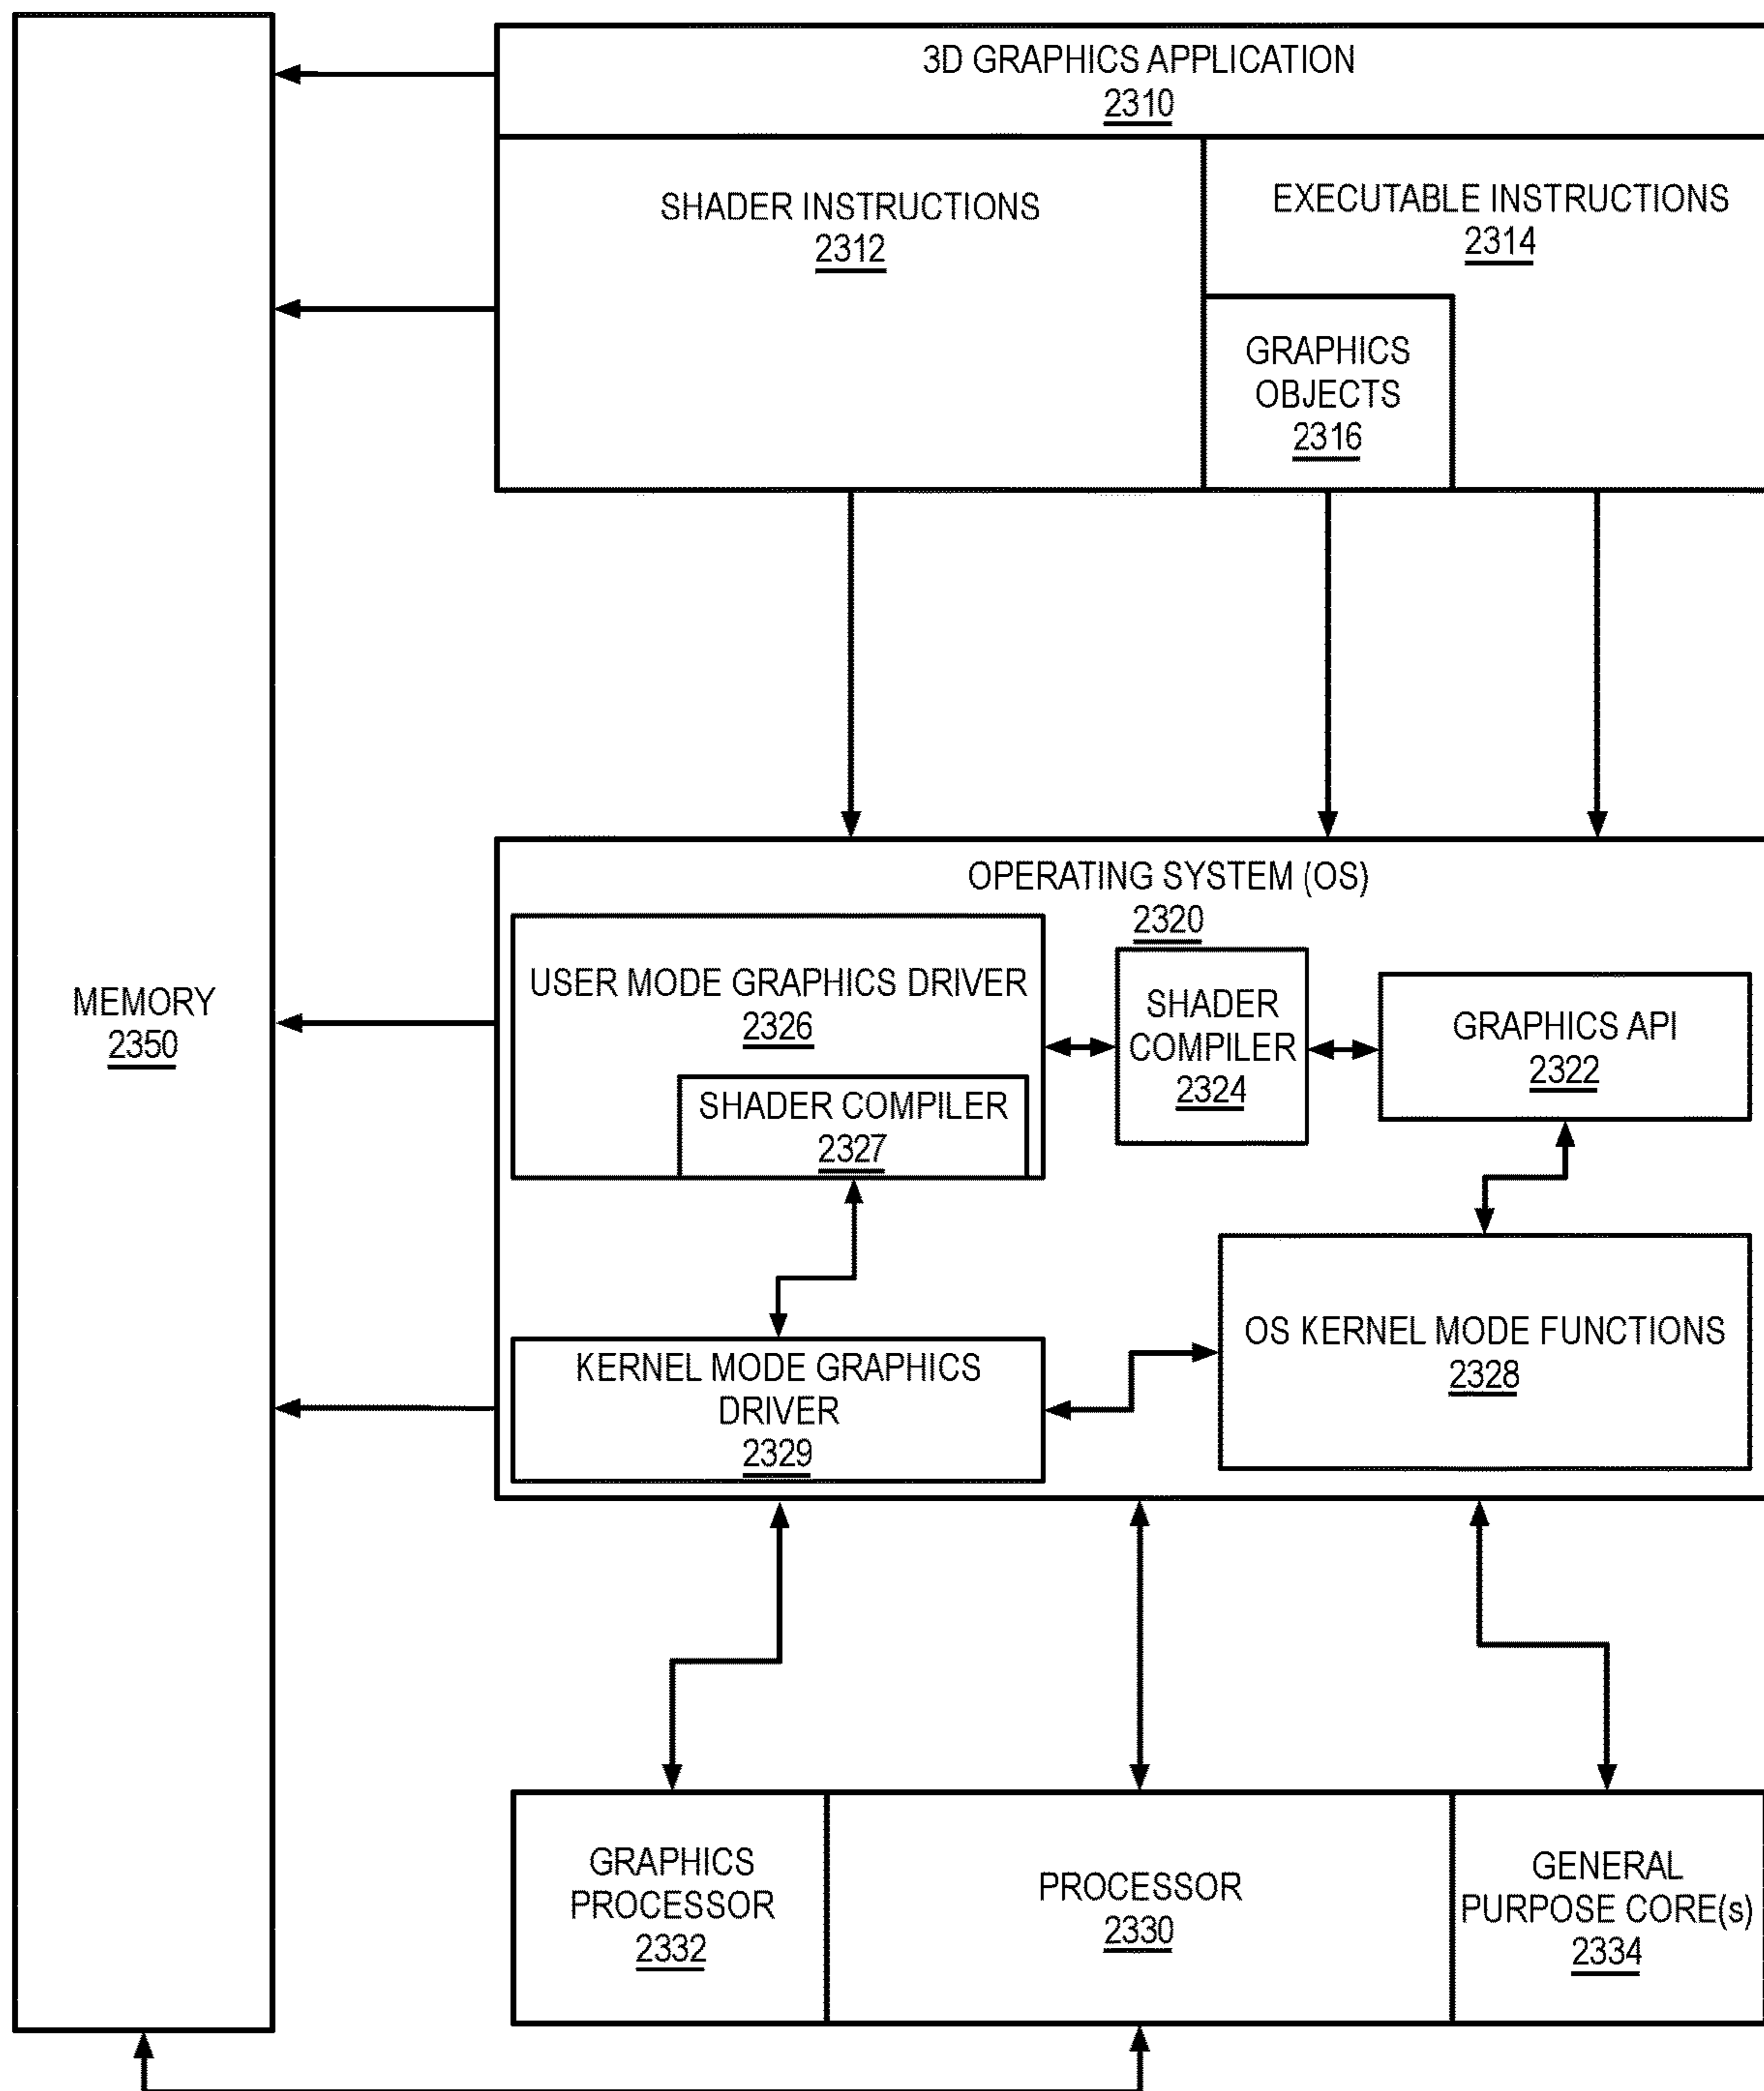 3D GRAPHICS APPLICATION
2310
SHADER INSTRUCTIONS
2312
EXECUTABLE INSTRUCTIONS
2314
GRAPHICS
OBJECTS
2316
MEMORY
2350
OPERATING SYSTEM (OS)
2320
USER MODE GRAPHICS DRIVER
2326
SHADER COMPILER
2327
SHADER
COMPILER
2324
GRAPHICS API
2322
KERNEL MODE GRAPHICS
DRIVER
2329
OS KERNEL MODE FUNCTIONS
2328
GRAPHICS
PROCESSOR
2332
PROCESSOR
2330
GENERAL
PURPOSE CORE(s)
2334